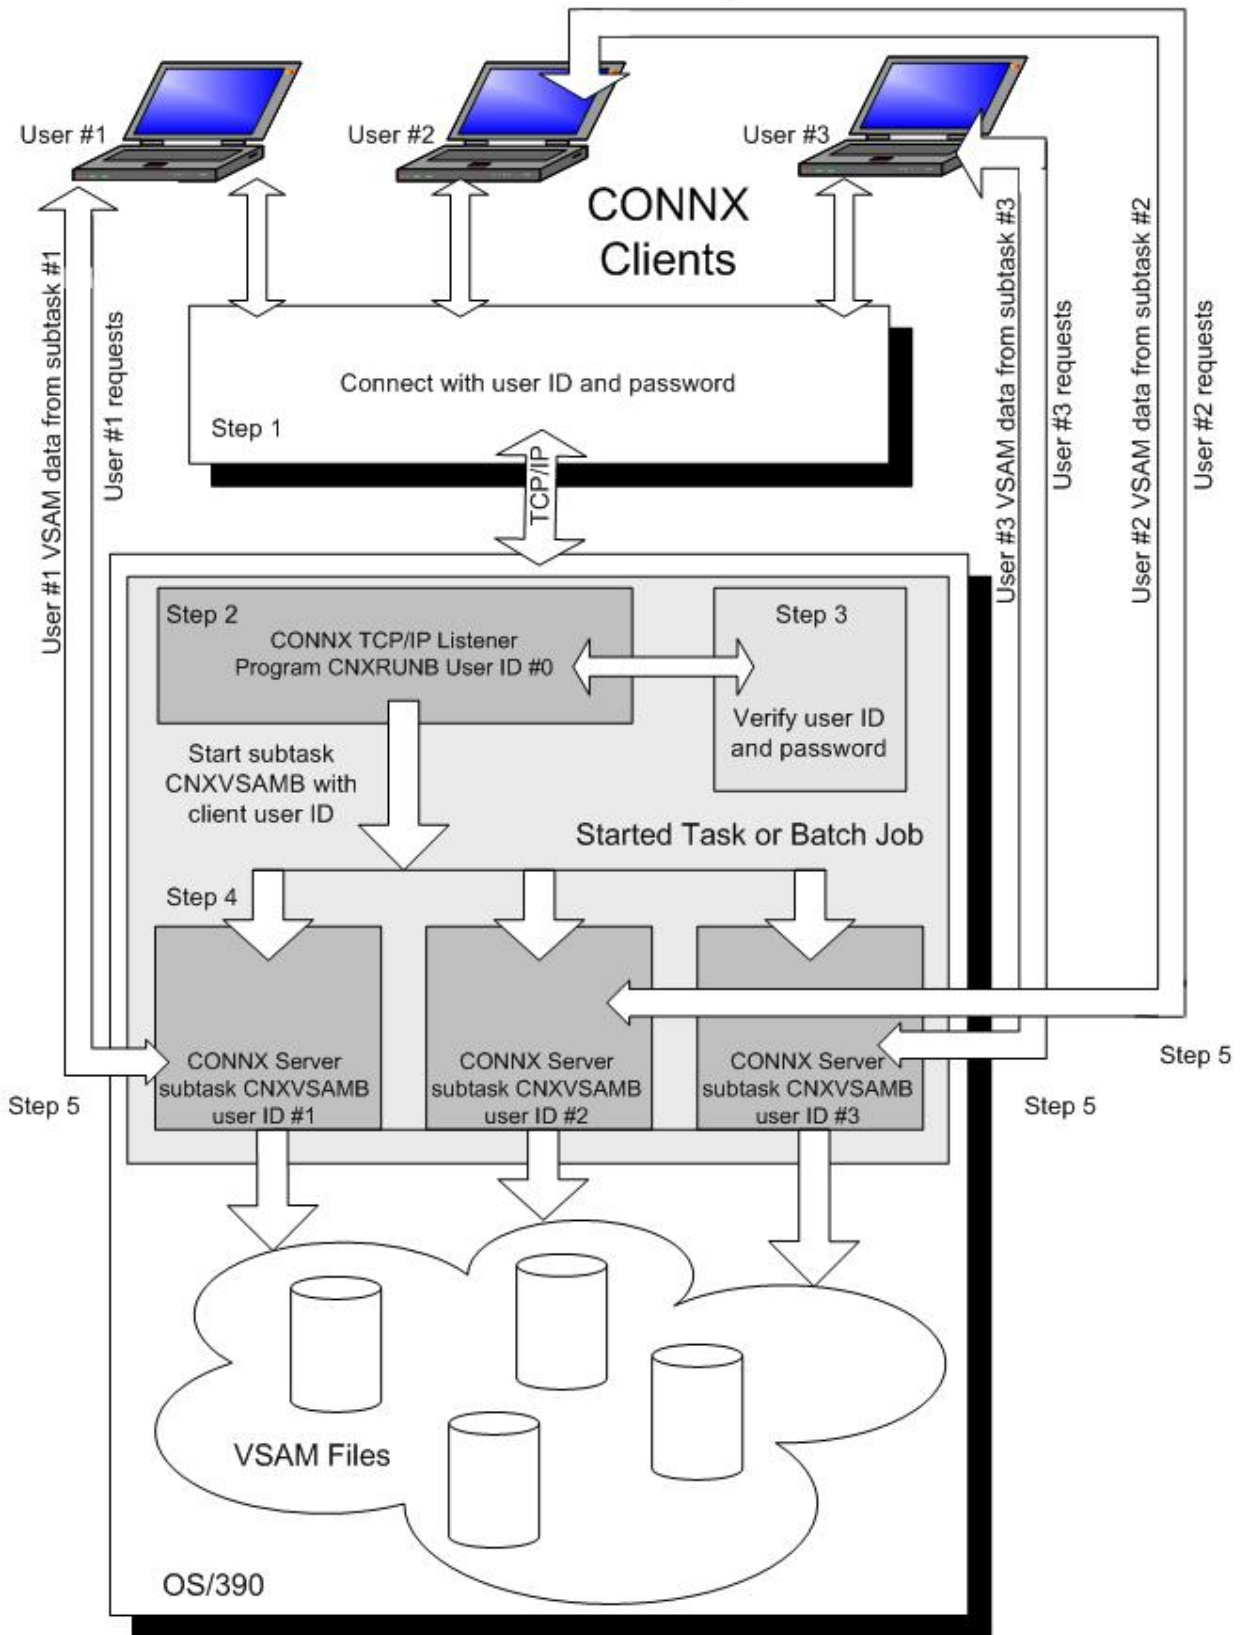 User #1
User #2
User #3
CONNX
Clients
User #1 VSAM data from subtask #1
User #1 requests
User #3 VSAM data from subtask #3
User #3 requests
User #2 VSAM data from subtask #2
User #2 requests
Connect with user ID and password
Step 1
TCP/IP
Step 2
CONNX TCP/IP Listener
Program CNXRUNB User ID #0
Step 3
Verify user ID
and password
Start subtask
CNXVSAMB with
client user ID
Started Task or Batch Job
Step 4
CONNX Server
subtask CNXVSAMB
user ID #1
CONNX Server
subtask CNXVSAMB
user ID #2
CONNX Server
subtask CNXVSAMB
user ID #3
Step 5
Step 5
Step 5
VSAM Files
OS/390